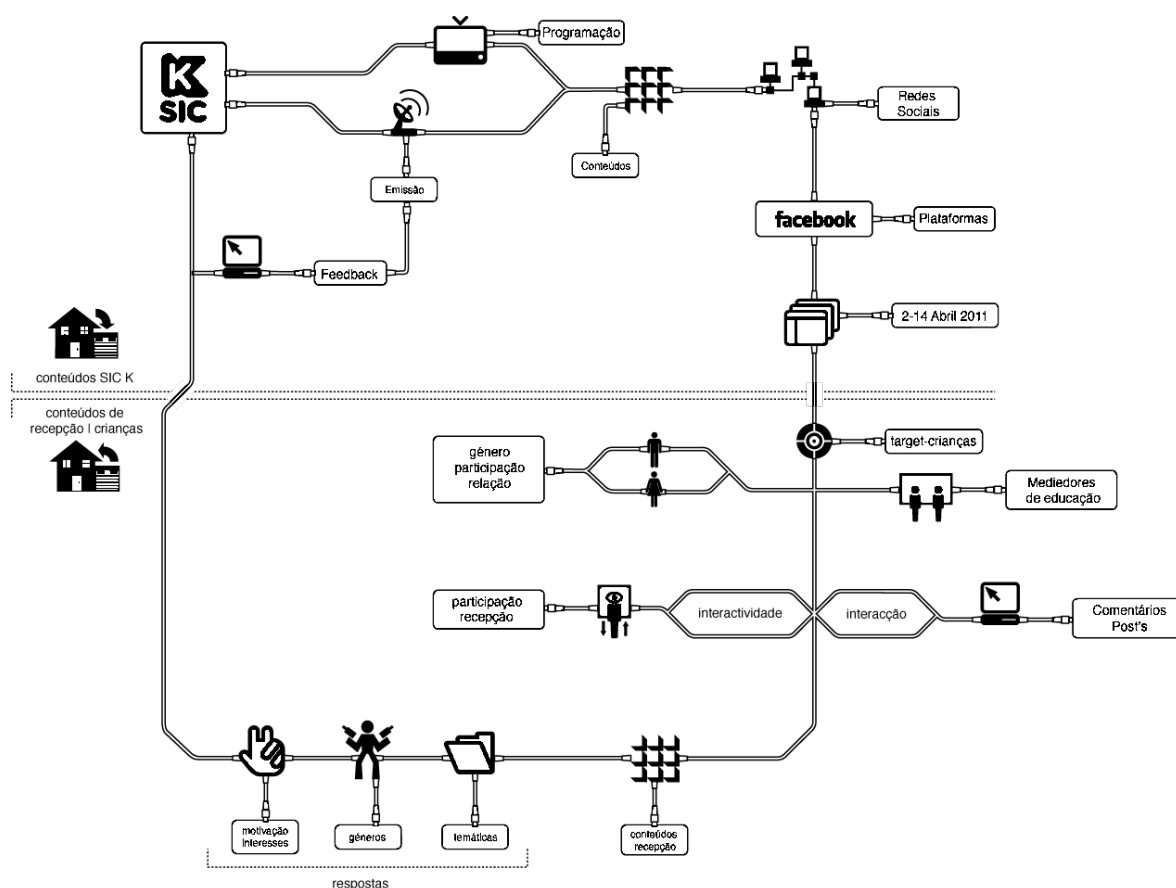 Programação
K
SIC
Redes
Sociais
Conteúdos
Emissão
facebook
Plataformas
Feedback
2-14 Abril 2011
conteúdos SIC K
conteúdos de
recepção | crianças
target-crianças
género
participação
relação
Mediedores
de educação
participação
recepção
interactividade
interacção
Comentários
Post's
motivação
interesses
géneros
temáticas
conteúdos
recepção
respostas